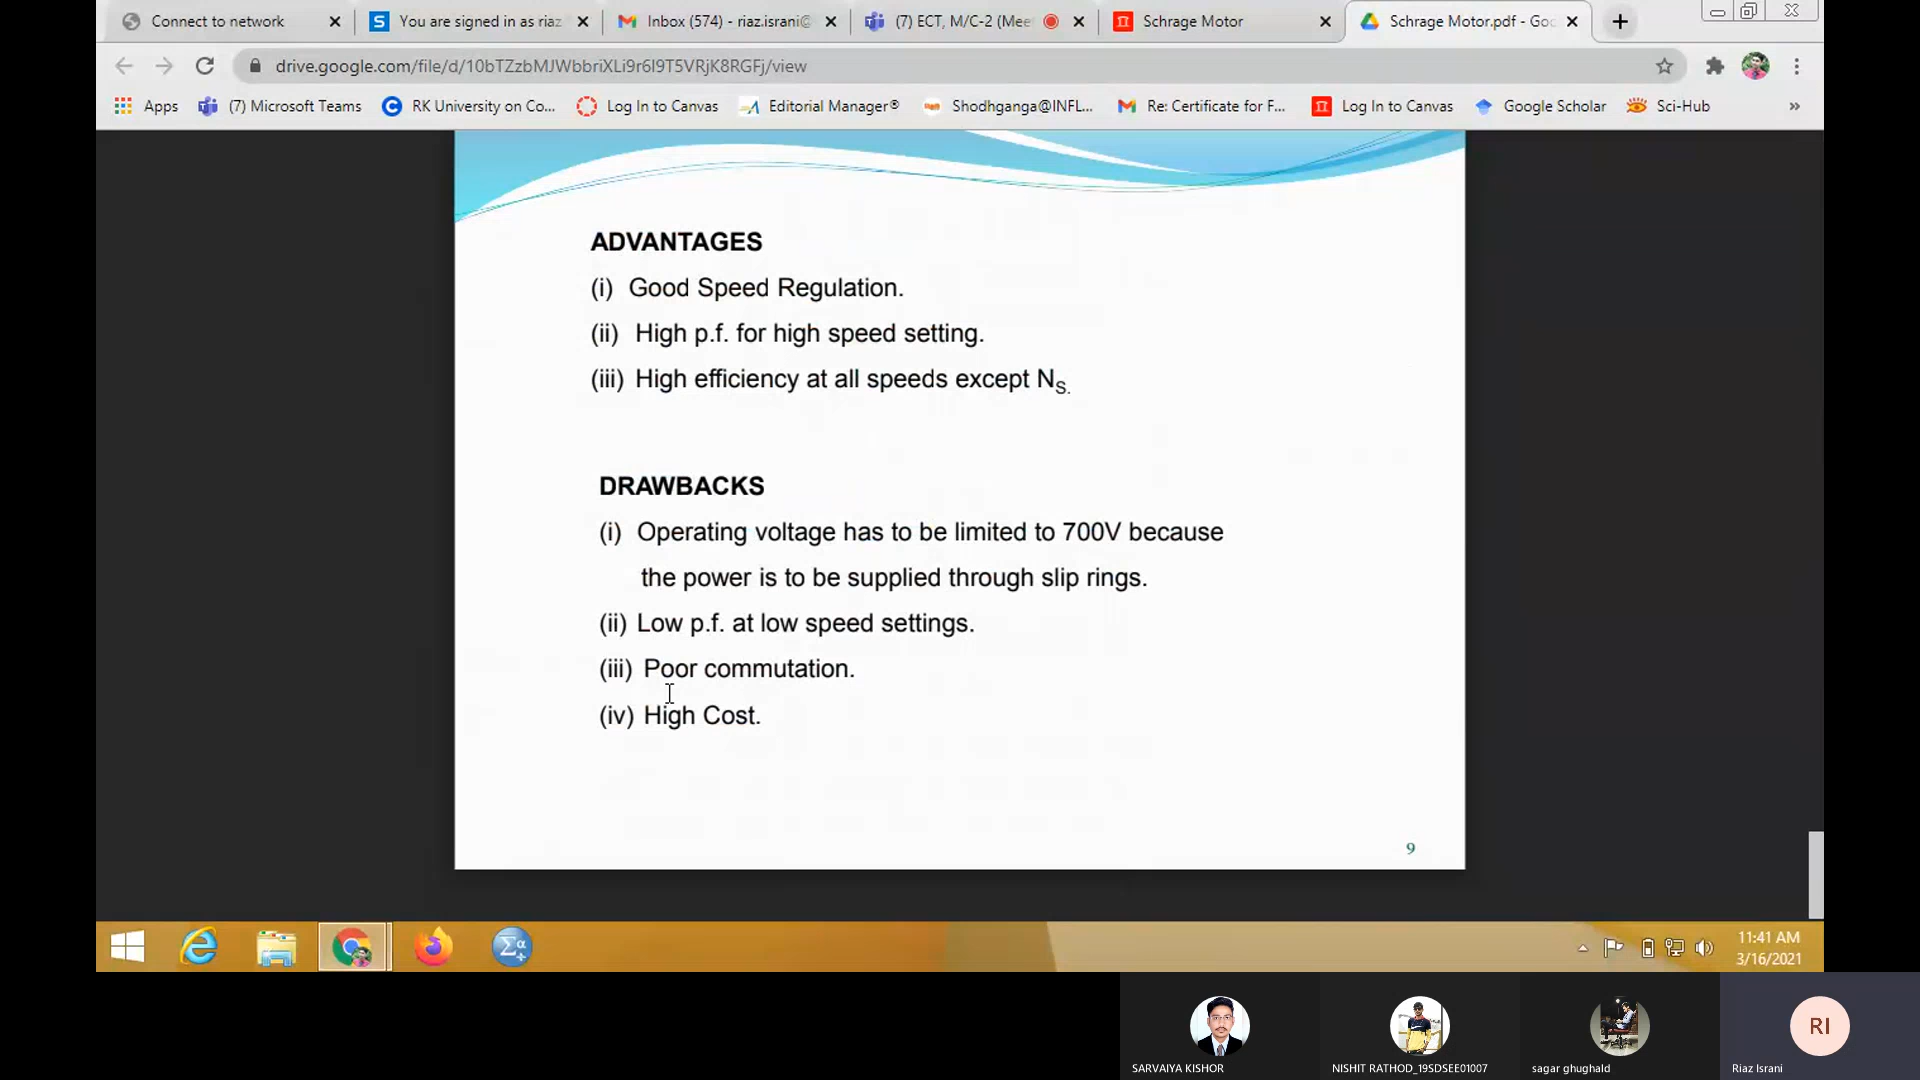 Connect to network
You are signed in as riaz
Inbox (574) - riaz.israni@
(7) ECT, M/C-2 (Mee
Schrage Motor
Schrage Motor.pdf - Goo
drive.google.com/file/d/10bTZzbMJWbbriXLi9r6l9T5VRjK8RGFj/view
Apps
(7) Microsoft Teams
RK University on Co...
Log In to Canvas
Editorial Manager®
Shodhganga@INFL...
Re: Certificate for F...
Log In to Canvas
Google Scholar
Sci-Hub
»
ADVANTAGES
(i) Good Speed Regulation.
(ii) High p.f. for high speed setting.
(iii) High efficiency at all speeds except NS.
DRAWBACKS
(i) Operating voltage has to be limited to 700V because
the power is to be supplied through slip rings.
(ii) Low p.f. at low speed settings.
(iii) Poor commutation.
(iv) High Cost.
9
11:41 AM
3/16/2021
RI
SARVAIYA KISHOR
NISHIT RATHOD_19SDSEE01007
sagar ghughald
Riaz Israni